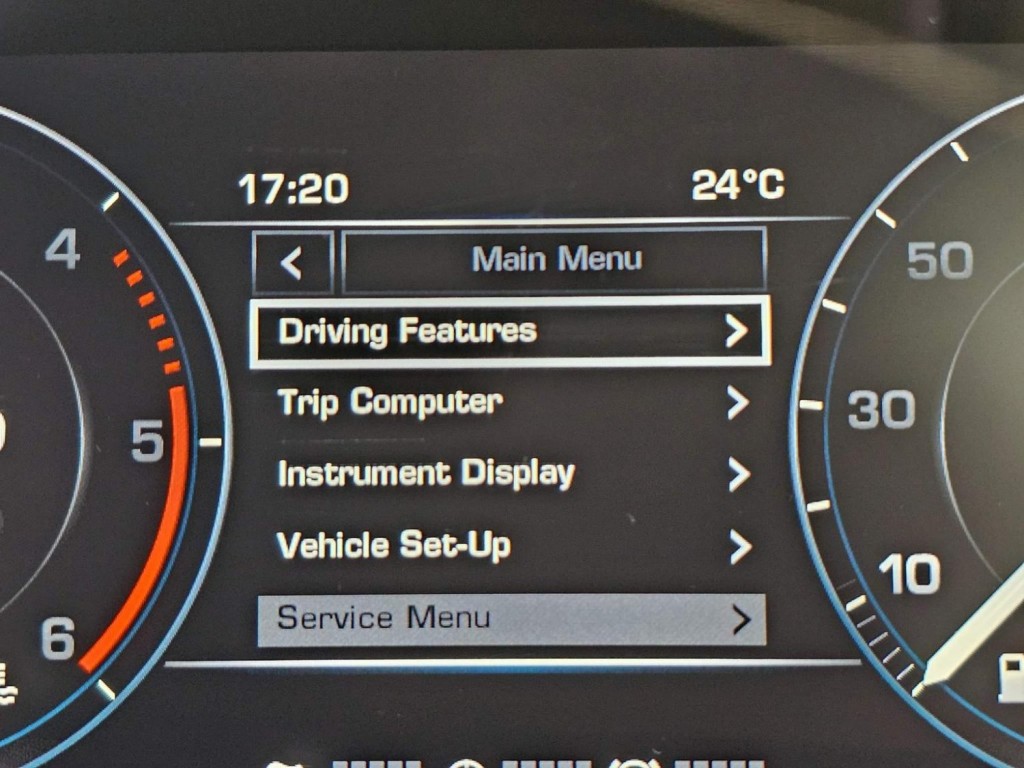 17:20 24°C
< Main Menu
Driving Features >
Trip Computer >
Instrument Display >
Vehicle Set-Up >
Service Menu >
4
5
6
50
30
10